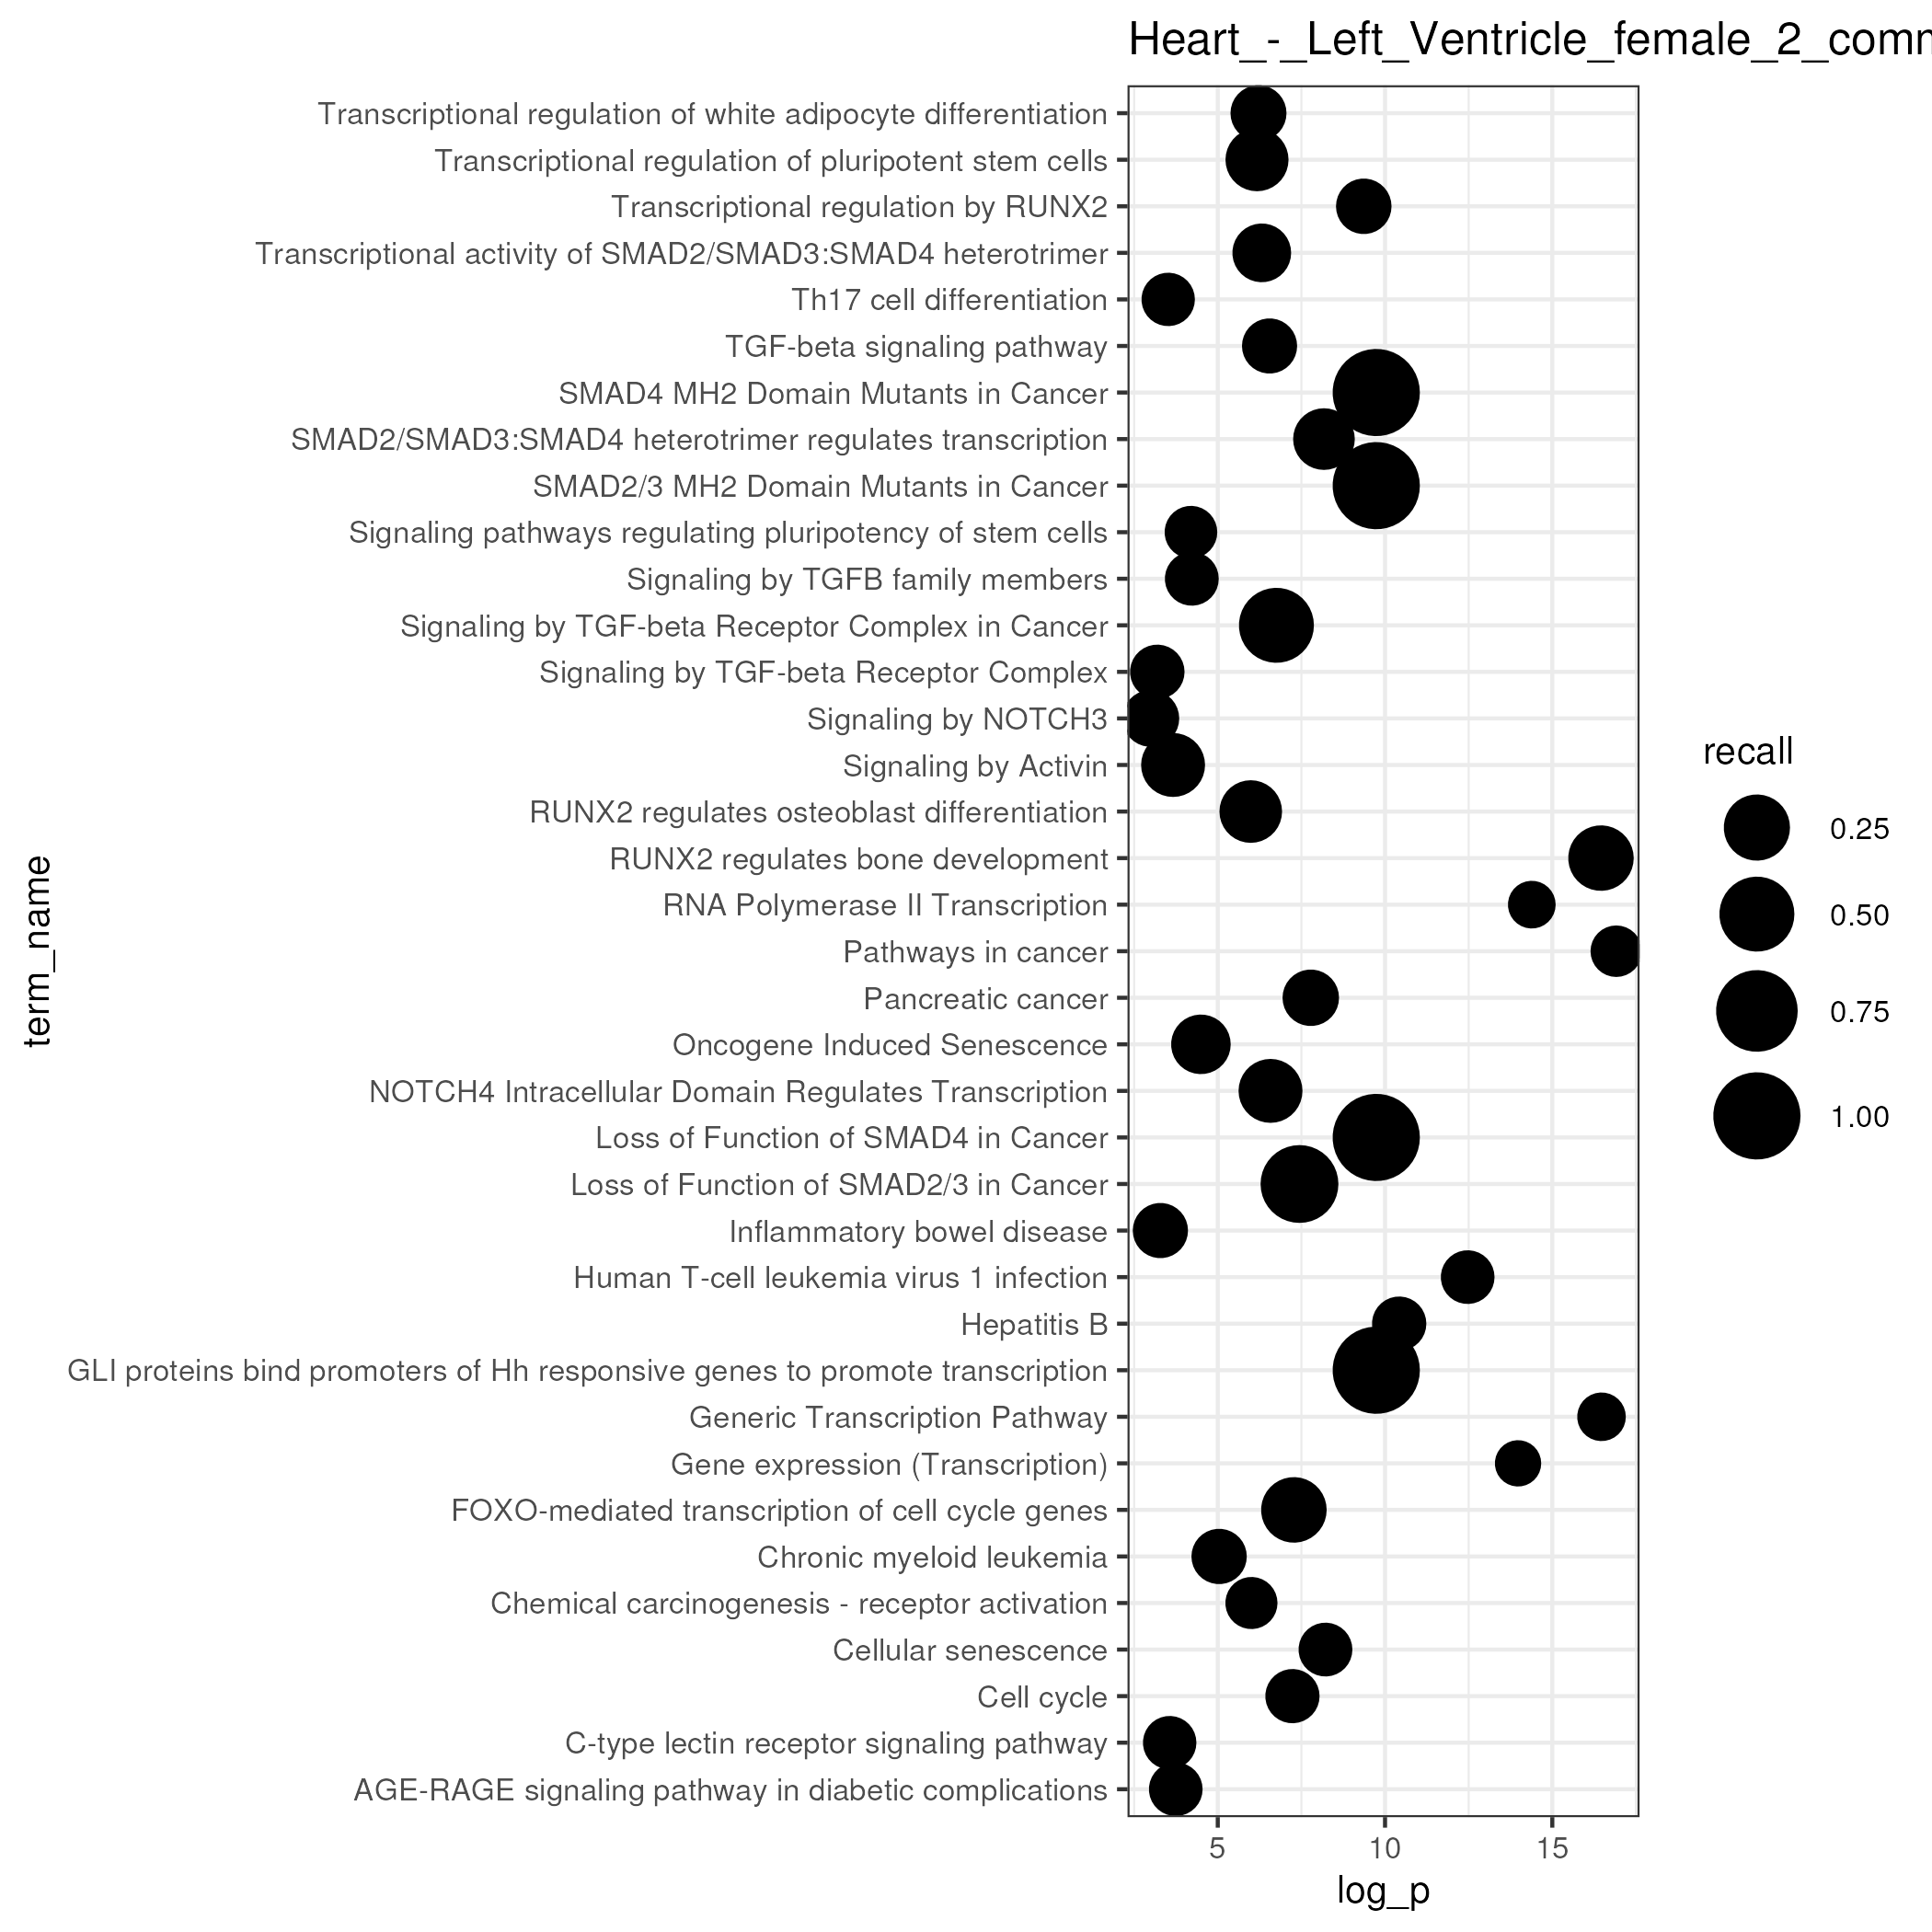 Heart_-_Left_Ventricle_female_2_comm
Transcriptional regulation of white adipocyte differentiation
Transcriptional regulation of pluripotent stem cells
Transcriptional regulation by RUNX2
Transcriptional activity of SMAD2/SMAD3:SMAD4 heterotrimer
Th17 cell differentiation
TGF-beta signaling pathway
SMAD4 MH2 Domain Mutants in Cancer
SMAD2/SMAD3:SMAD4 heterotrimer regulates transcription
SMAD2/3 MH2 Domain Mutants in Cancer
Signaling pathways regulating pluripotency of stem cells
Signaling by TGFB family members
Signaling by TGF-beta Receptor Complex in Cancer
Signaling by TGF-beta Receptor Complex
Signaling by NOTCH3
Signaling by Activin
RUNX2 regulates osteoblast differentiation
RUNX2 regulates bone development
RNA Polymerase II Transcription
Pathways in cancer
Pancreatic cancer
Oncogene Induced Senescence
NOTCH4 Intracellular Domain Regulates Transcription
Loss of Function of SMAD4 in Cancer
Loss of Function of SMAD2/3 in Cancer
Inflammatory bowel disease
Human T-cell leukemia virus 1 infection
Hepatitis B
GLI proteins bind promoters of Hh responsive genes to promote transcription
Generic Transcription Pathway
Gene expression (Transcription)
FOXO-mediated transcription of cell cycle genes
Chronic myeloid leukemia
Chemical carcinogenesis - receptor activation
Cellular senescence
Cell cycle
C-type lectin receptor signaling pathway
AGE-RAGE signaling pathway in diabetic complications
term_name
5 10 15
log_p
recall
0.25
0.50
0.75
1.00